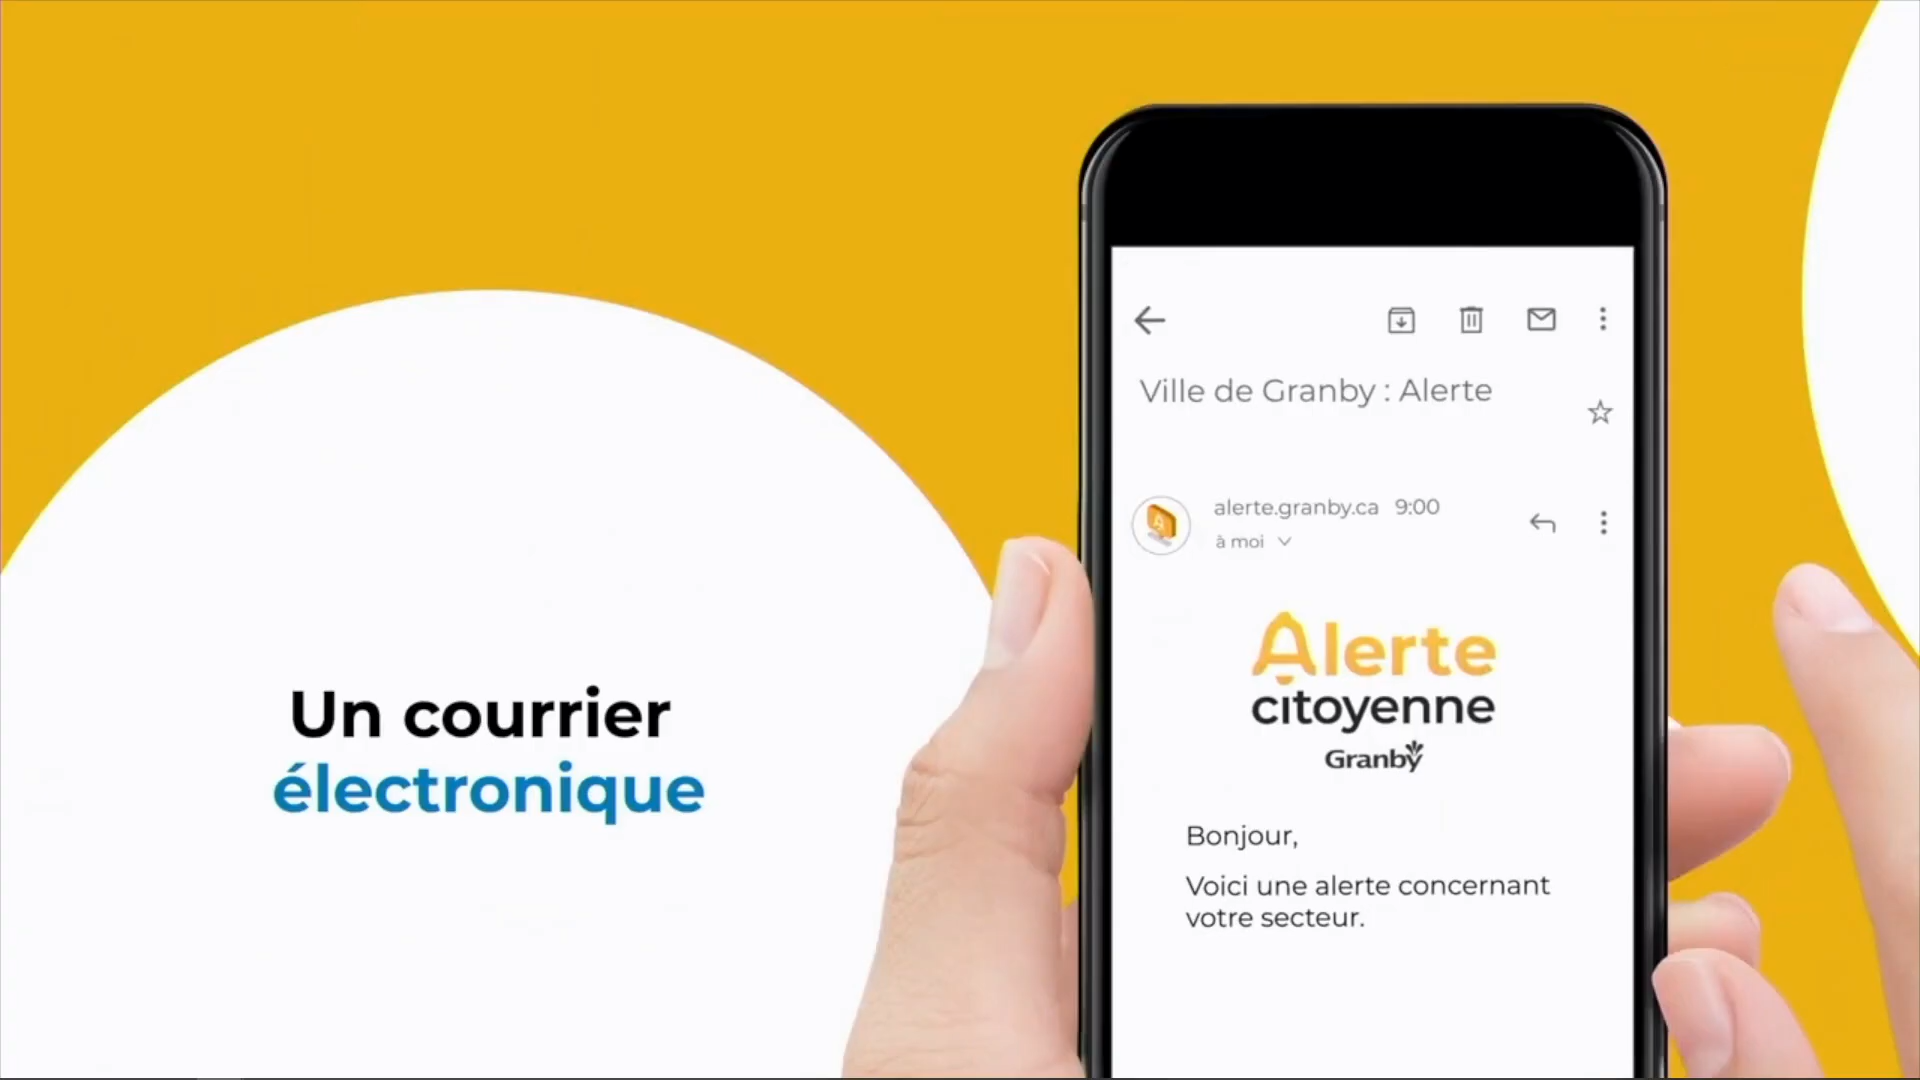 Un courrier
électronique
Ville de Granby : Alerte
alerte.granby.ca 9:00
à moi
Alerte
citoyenne
Granby
Bonjour,
Voici une alerte concernant
votre secteur.